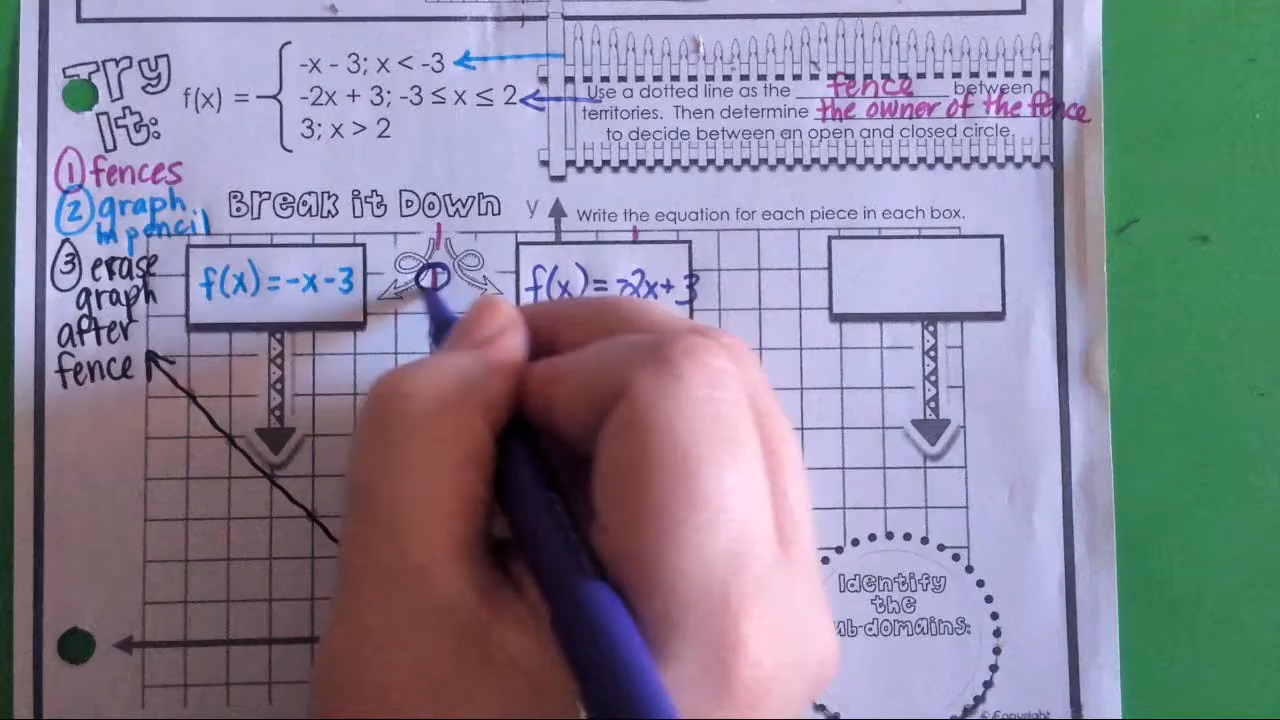 Try It:
f(x) =
-x - 3; x < -3
-2x + 3; -3 ≤ x ≤ 2
3; x > 2
Use a dotted line as the fence between
territories. Then determine the owner of the fence
to decide between an open and closed circle.
① fences
② graph
in pencil
③ erase
graph
after
fence
Break it Down
y
Write the equation for each piece in each box.
f(x) = -x - 3
f(x) = -2x + 3
Identify
the
ub-domains: